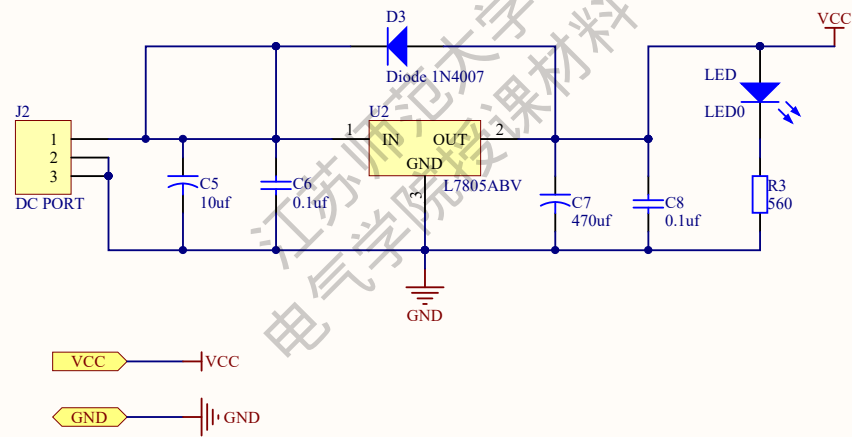 D3
Diode 1N4007
VCC
LED
LED0
J2
1
2
3
DC PORT
U2
1
IN
OUT
2
GND
3
L7805ABV
C5
10uf
C6
0.1uf
C7
470uf
C8
0.1uf
R3
560
GND
VCC
VCC
GND
GND
江苏师范大学
电气学院授课材料